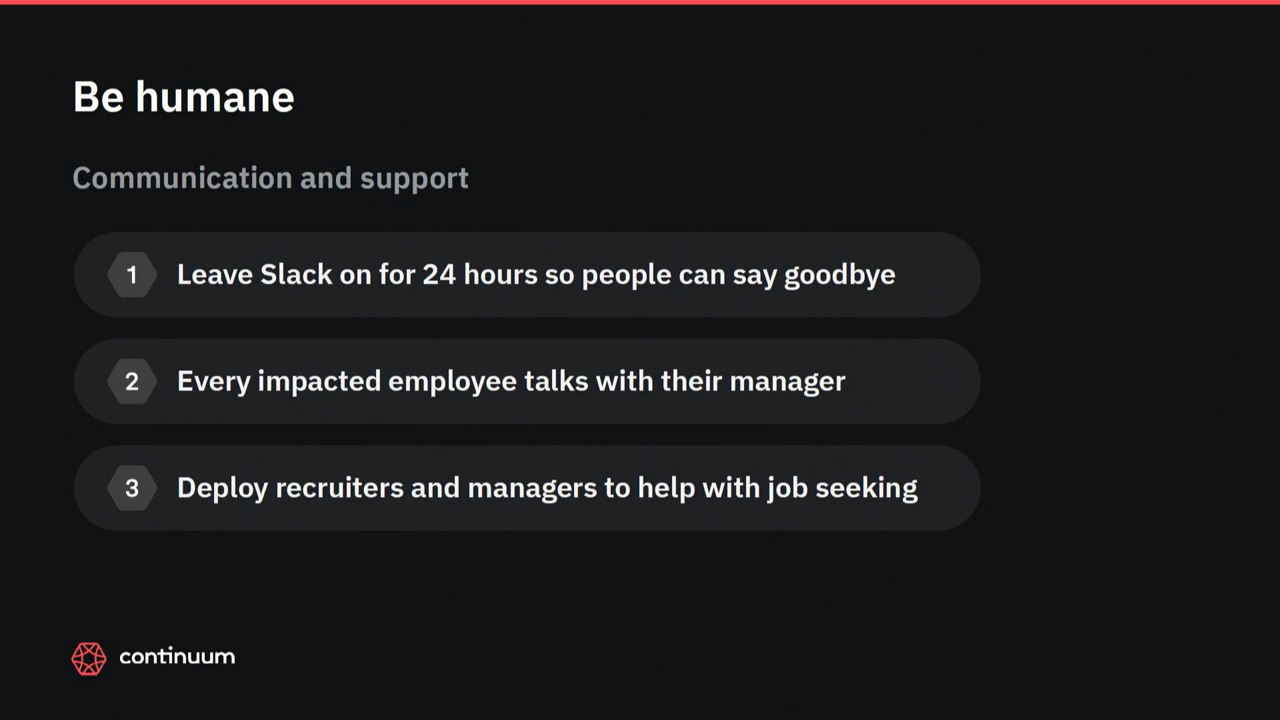 Be humane
Communication and support
1 Leave Slack on for 24 hours so people can say goodbye
2 Every impacted employee talks with their manager
3 Deploy recruiters and managers to help with job seeking
continuum